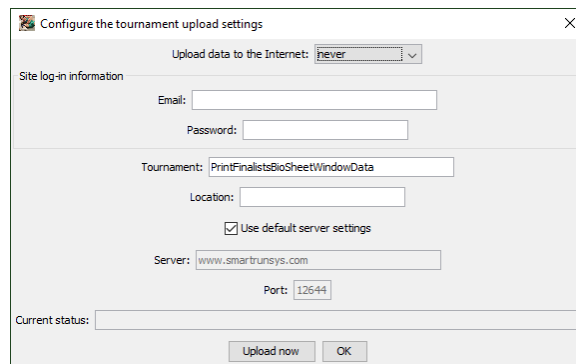 Configure the tournament upload settings
Upload data to the Internet: never
Site log-in information
Email:
Password:
Tournament: PrintFinalistsBioSheetWindowData
Location:
Use default server settings
Server: www.smartrunsys.com
Port: 12644
Current status:
Upload now OK